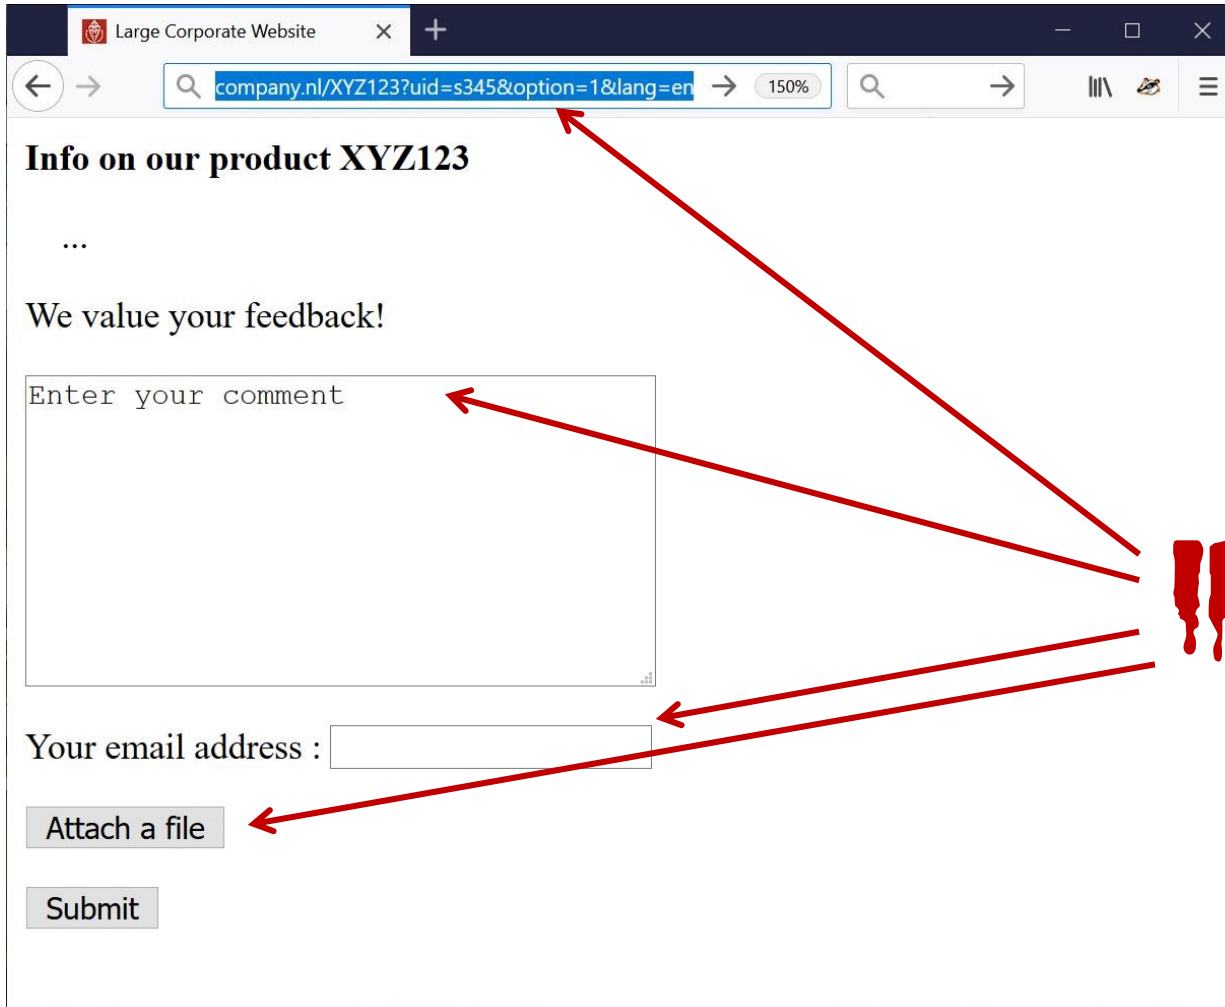 Large Corporate Website
company.nl/XYZ123?uid=s345&option=1&lang=en
150%
Info on our product XYZ123
...
We value your feedback!
Enter your comment
Your email address :
Attach a file
Submit